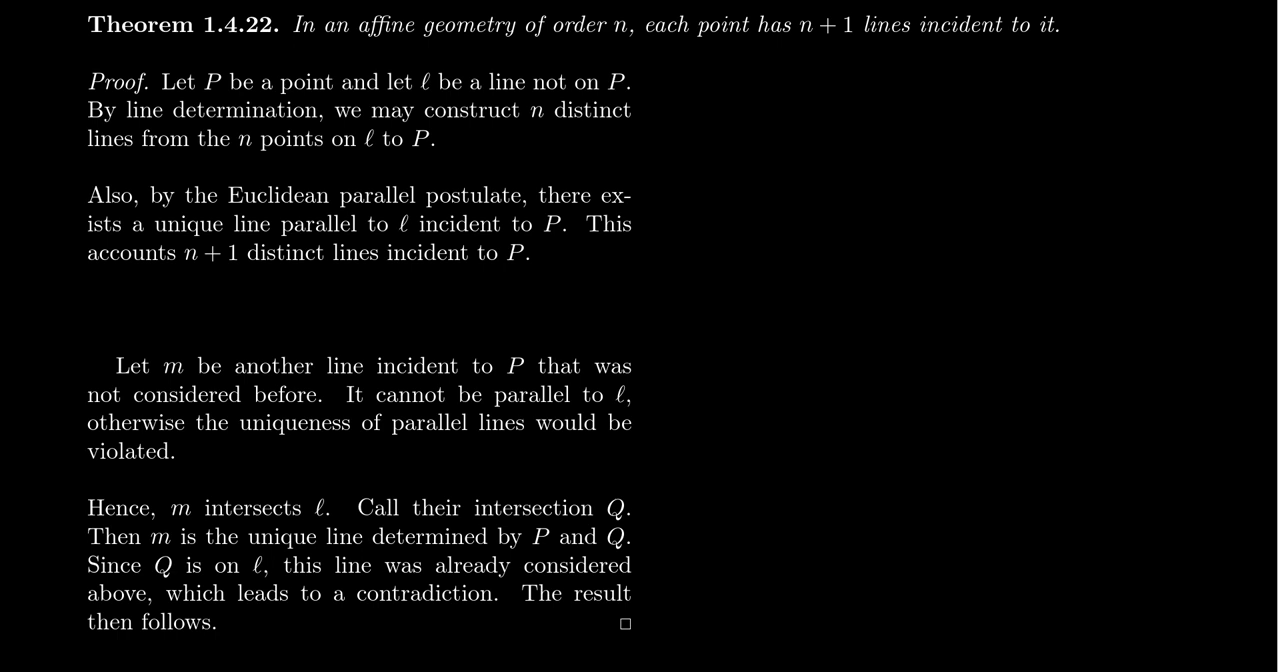 Theorem 1.4.22. In an affine geometry of order n, each point has n + 1 lines incident to it.
Proof. Let P be a point and let ℓ be a line not on P.
By line determination, we may construct n distinct
lines from the n points on ℓ to P.
Also, by the Euclidean parallel postulate, there ex-
ists a unique line parallel to ℓ incident to P. This
accounts n + 1 distinct lines incident to P.
Let m be another line incident to P that was
not considered before. It cannot be parallel to ℓ,
otherwise the uniqueness of parallel lines would be
violated.
Hence, m intersects ℓ. Call their intersection Q.
Then m is the unique line determined by P and Q.
Since Q is on ℓ, this line was already considered
above, which leads to a contradiction. The result
then follows. □